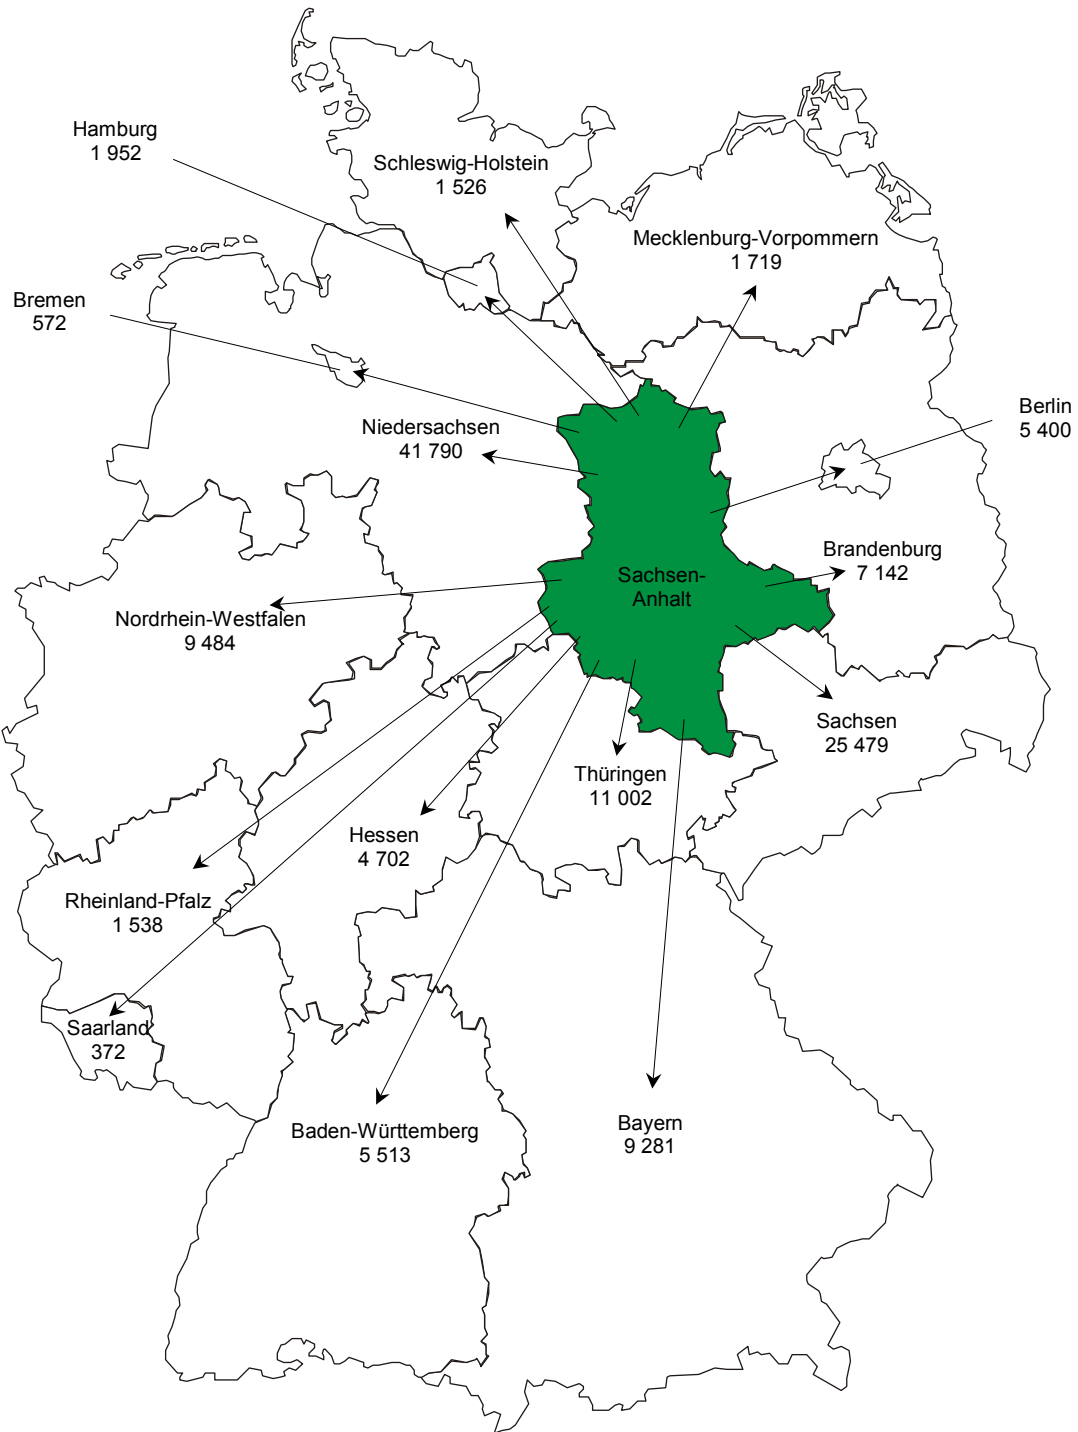 Hamburg
1 952
Schleswig-Holstein
1 526
Mecklenburg-Vorpommern
1 719
Bremen
572
Niedersachsen
41 790
Berlin
5 400
Brandenburg
7 142
Sachsen-
Anhalt
Nordrhein-Westfalen
9 484
Sachsen
25 479
Thüringen
11 002
Hessen
4 702
Rheinland-Pfalz
1 538
Saarland
372
Baden-Württemberg
5 513
Bayern
9 281